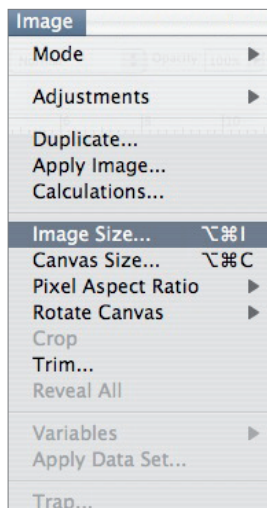 Image
Mode
Adjustments
Duplicate...
Apply Image...
Calculations...
Image Size... ⌥⌘I
Canvas Size... ⌥⌘C
Pixel Aspect Ratio
Rotate Canvas
Crop
Trim...
Reveal All
Variables
Apply Data Set...
Trap...